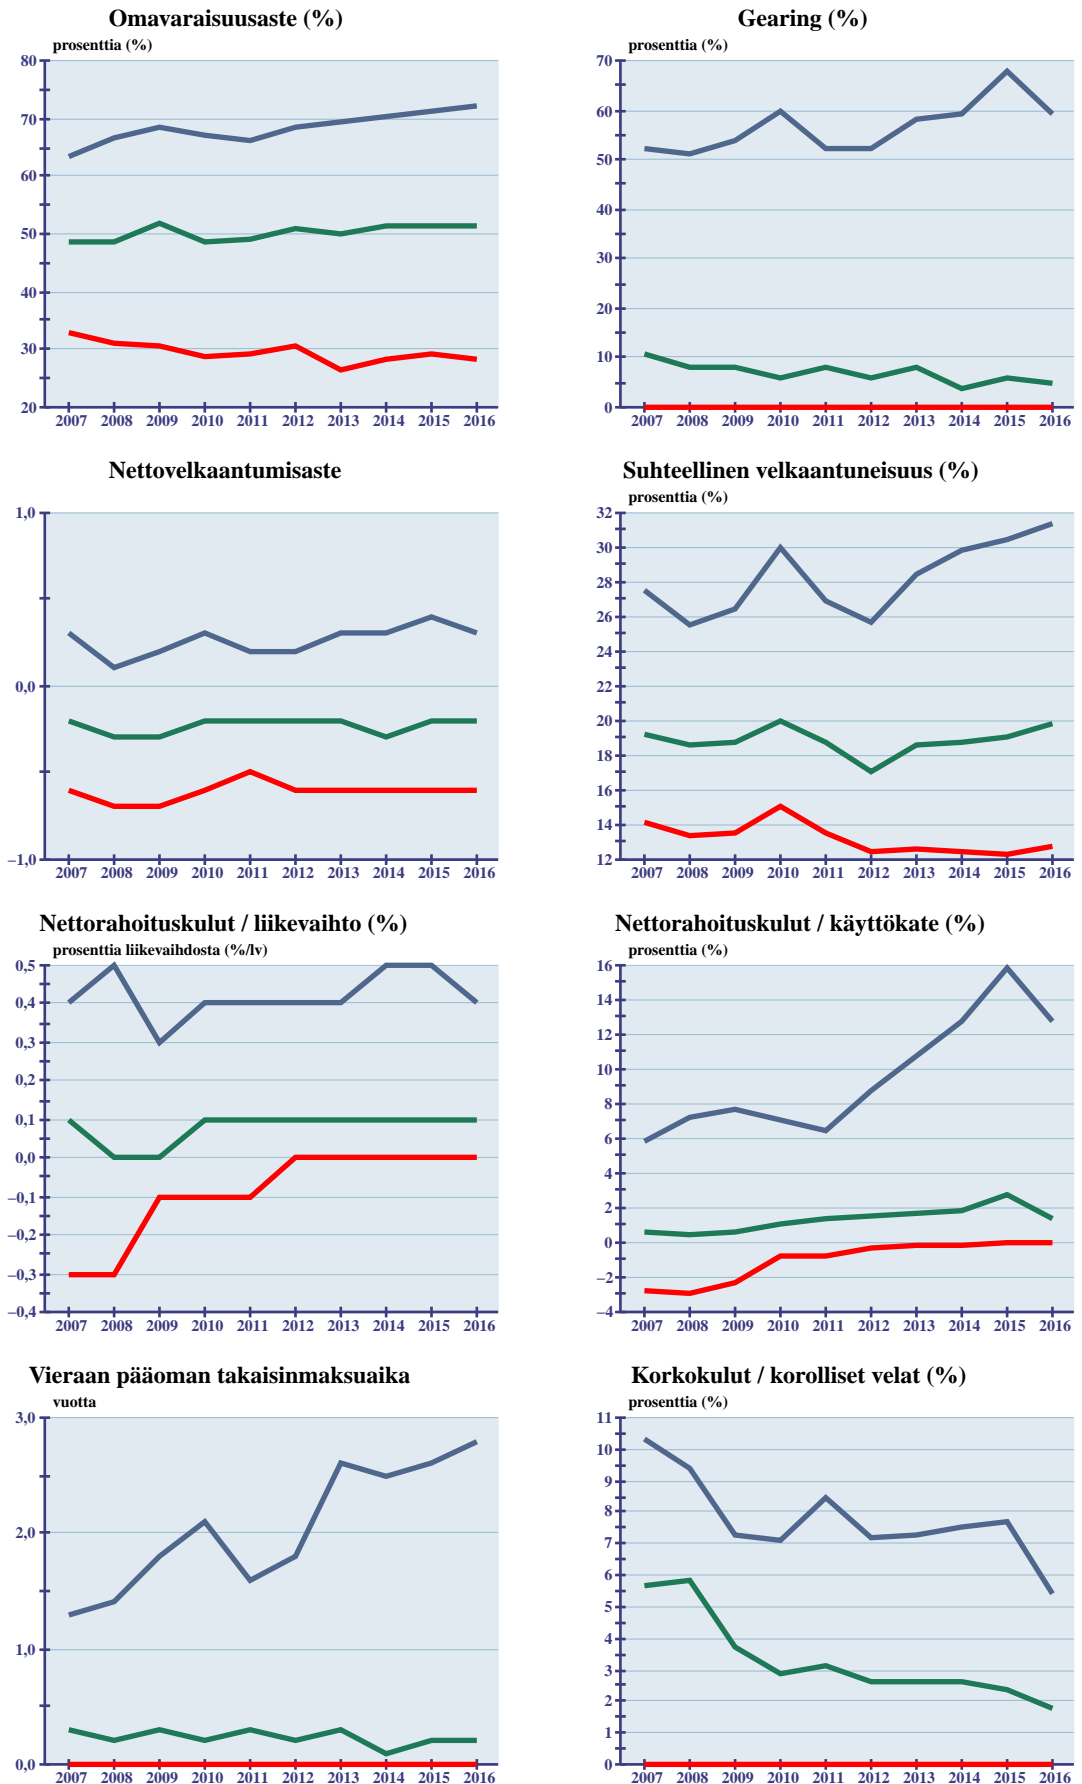 Omavaraisuusaste (%)
prosenttia (%)
80
70
60
50
40
30
20
2007 2008 2009 2010 2011 2012 2013 2014 2015 2016
Gearing (%)
prosenttia (%)
70
60
50
40
30
20
10
0
2007 2008 2009 2010 2011 2012 2013 2014 2015 2016
Nettovelkaantumisaste
1,0
0,0
–1,0
2007 2008 2009 2010 2011 2012 2013 2014 2015 2016
Suhteellinen velkaantuneisuus (%)
prosenttia (%)
32
30
28
26
24
22
20
18
16
14
12
2007 2008 2009 2010 2011 2012 2013 2014 2015 2016
Nettorahoituskulut / liikevaihto (%)
prosenttia liikevaihdosta (%/lv)
0,5
0,4
0,3
0,2
0,1
0,0
–0,1
–0,2
–0,3
–0,4
2007 2008 2009 2010 2011 2012 2013 2014 2015 2016
Nettorahoituskulut / käyttökate (%)
prosenttia (%)
16
14
12
10
8
6
4
2
0
–2
–4
2007 2008 2009 2010 2011 2012 2013 2014 2015 2016
Vieraan pääoman takaisinmaksuaika
vuotta
3,0
2,0
1,0
0,0
2007 2008 2009 2010 2011 2012 2013 2014 2015 2016
Korkokulut / korolliset velat (%)
prosenttia (%)
11
10
9
8
7
6
5
4
3
2
1
0
2007 2008 2009 2010 2011 2012 2013 2014 2015 2016